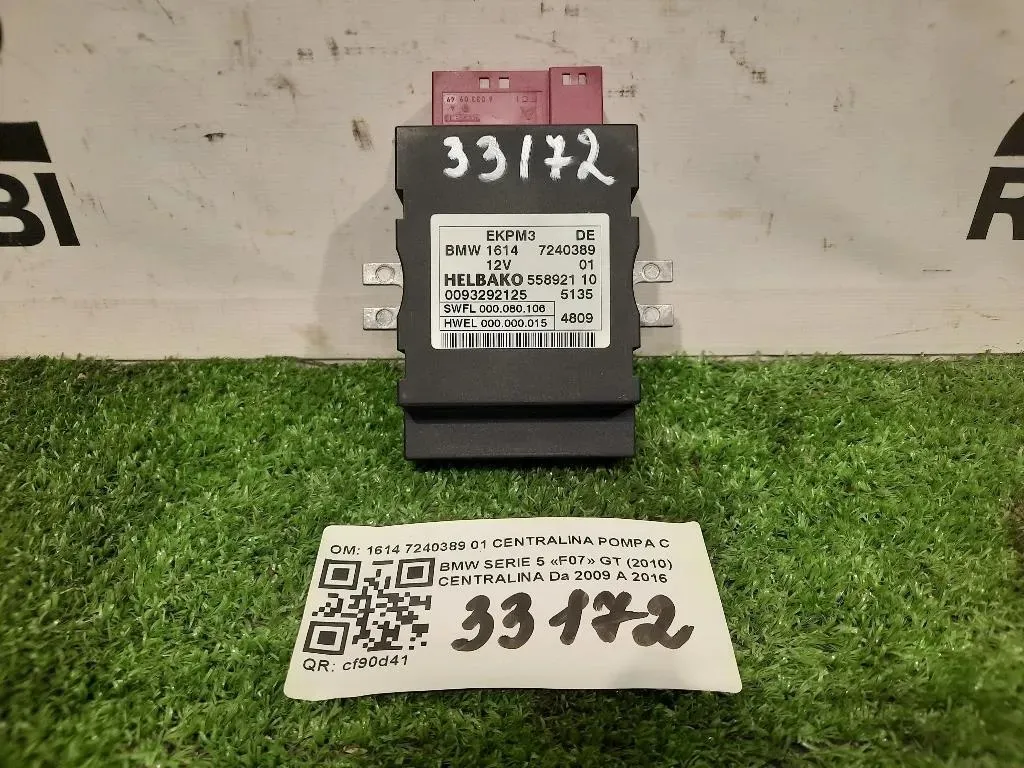 33172
EKPM3 DE
BMW 1614 7240389
12V 01
HELBAKO 558921 10
0093292125 5135
SWFL 000.080.106
HWEL 000.000.015 4809
OM: 1614 7240389 01 CENTRALINA POMPA C
BMW SERIE 5 «F07» GT (2010)
CENTRALINA Da 2009 A 2016
33172
QR: cf90d41